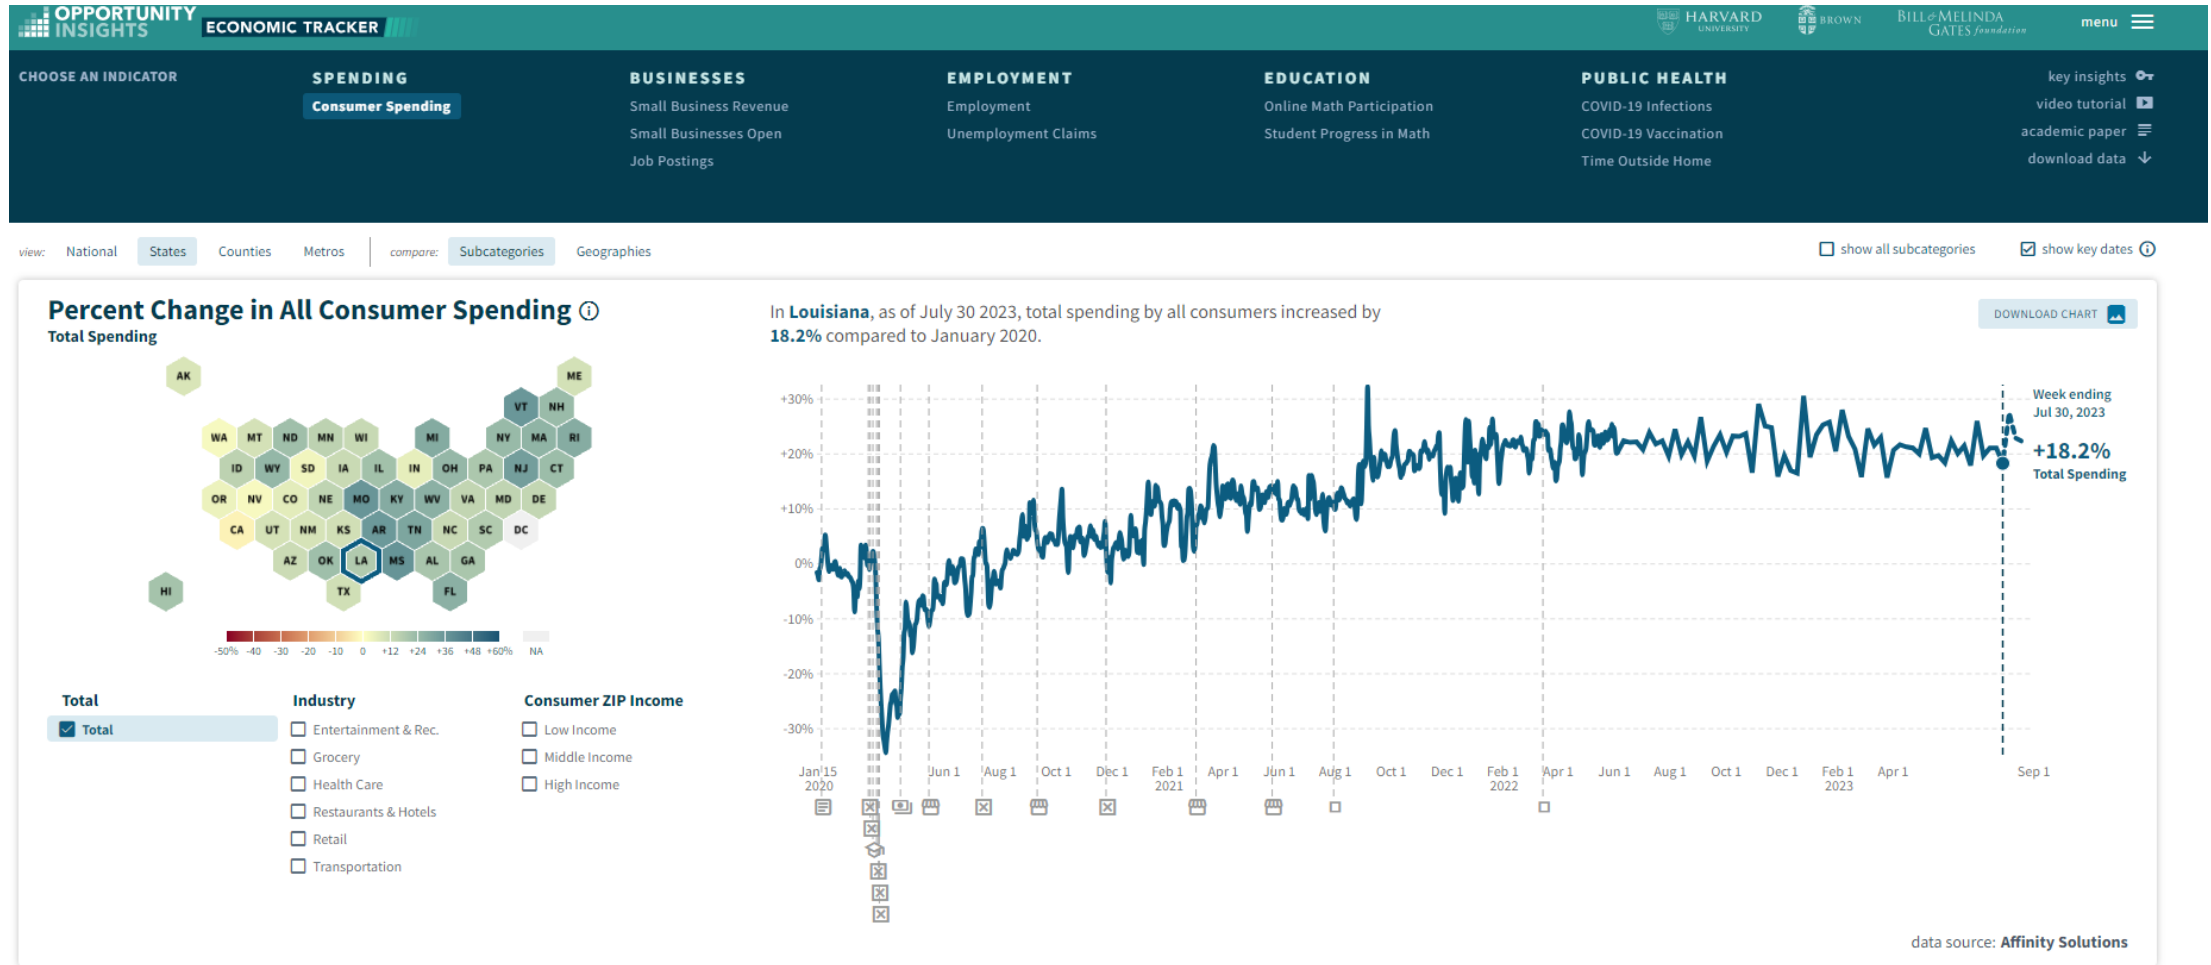 OPPORTUNITY
INSIGHTS
ECONOMIC TRACKER
HARVARD
UNIVERSITY
BROWN
BILL & MELINDA
GATES foundation
menu
CHOOSE AN INDICATOR
SPENDING
Consumer Spending
BUSINESSES
Small Business Revenue
Small Businesses Open
Job Postings
EMPLOYMENT
Employment
Unemployment Claims
EDUCATION
Online Math Participation
Student Progress in Math
PUBLIC HEALTH
COVID-19 Infections
COVID-19 Vaccination
Time Outside Home
key insights
video tutorial
academic paper
download data
view: National States Counties Metros compare: Subcategories Geographies
show all subcategories show key dates
Percent Change in All Consumer Spending
Total Spending
AK ME
VT NH
WA MT ND MN WI MI NY MA RI
ID WY SD IA IL IN OH PA NJ CT
OR NV CO NE MO KY WV VA MD DE
CA UT NM KS AR TN NC SC DC
AZ OK LA MS AL GA
HI TX FL
-50% -40 -30 -20 -10 0 +12 +24 +36 +48 +60% NA
Total
Total
Industry
Entertainment & Rec.
Grocery
Health Care
Restaurants & Hotels
Retail
Transportation
Consumer ZIP Income
Low Income
Middle Income
High Income
In Louisiana, as of July 30 2023, total spending by all consumers increased by
18.2% compared to January 2020.
DOWNLOAD CHART
+30%
+20%
+10%
0%
-10%
-20%
-30%
Week ending
Jul 30, 2023
+18.2%
Total Spending
Jan 15 Jun 1 Aug 1 Oct 1 Dec 1 Feb 1 Apr 1 Jun 1 Aug 1 Oct 1 Dec 1 Feb 1 Apr 1 Jun 1 Aug 1 Oct 1 Dec 1 Feb 1 Apr 1 Sep 1
2020 2021 2022 2023
data source: Affinity Solutions